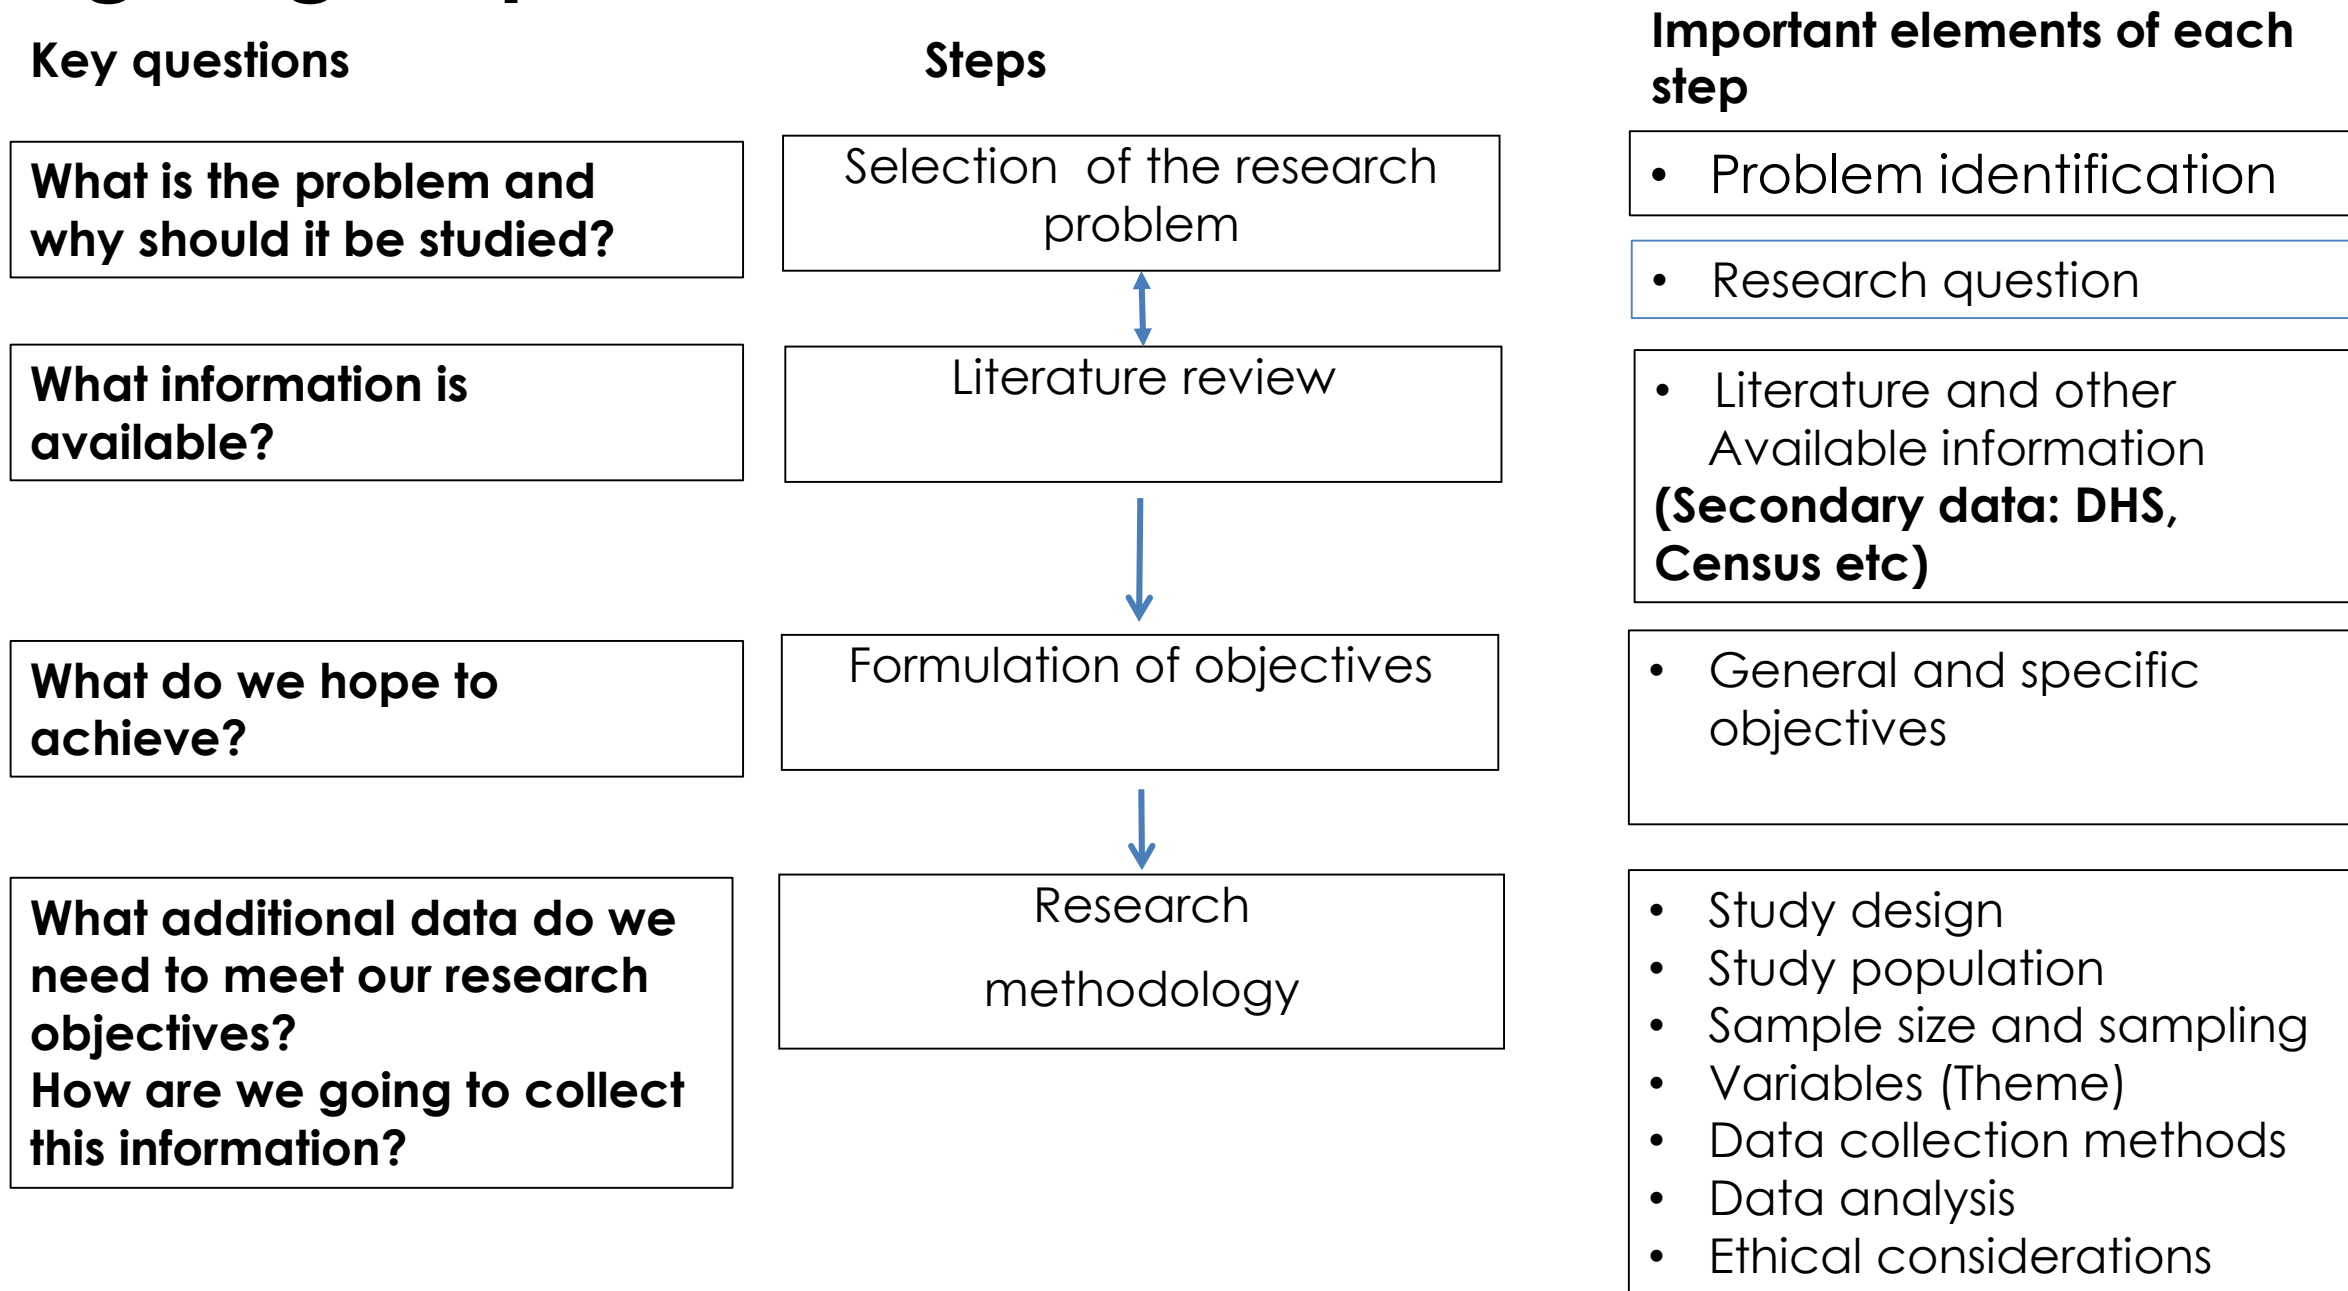 Key questions
Steps
Important elements of each
step
What is the problem and
why should it be studied?
Selection  of the research
problem
• Problem identification
• Research question
What information is
available?
Literature review
• Literature and other
Available information
(Secondary data: DHS,
Census etc)
What do we hope to
achieve?
Formulation of objectives
• General and specific
objectives
What additional data do we
need to meet our research
objectives?
How are we going to collect
this information?
Research
methodology
• Study design
• Study population
• Sample size and sampling
• Variables (Theme)
• Data collection methods
• Data analysis
• Ethical considerations